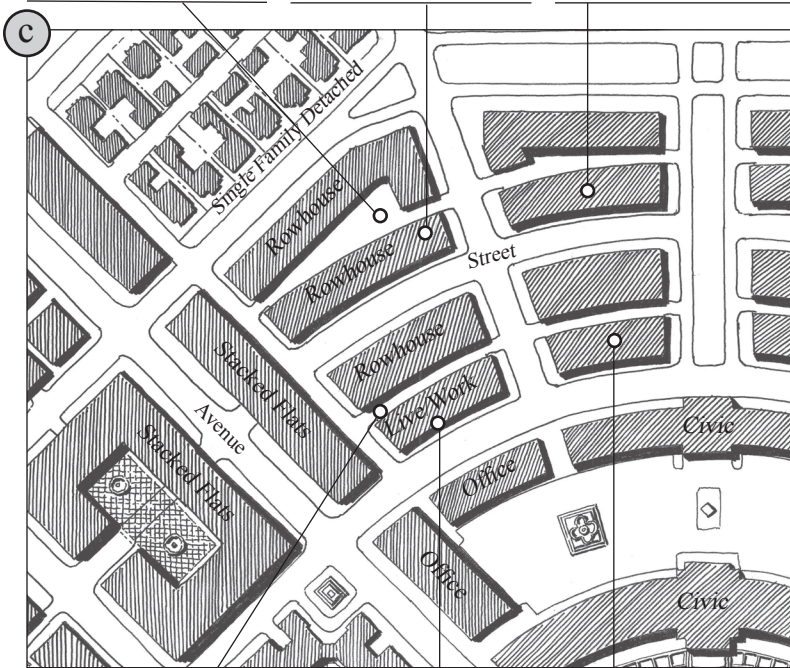 c
Single Family Detached
Rowhouse
Rowhouse
Street
Rowhouse
Stacked Flats
Live Work
Avenue
Stacked Flats
Civic
Office
Office
Civic